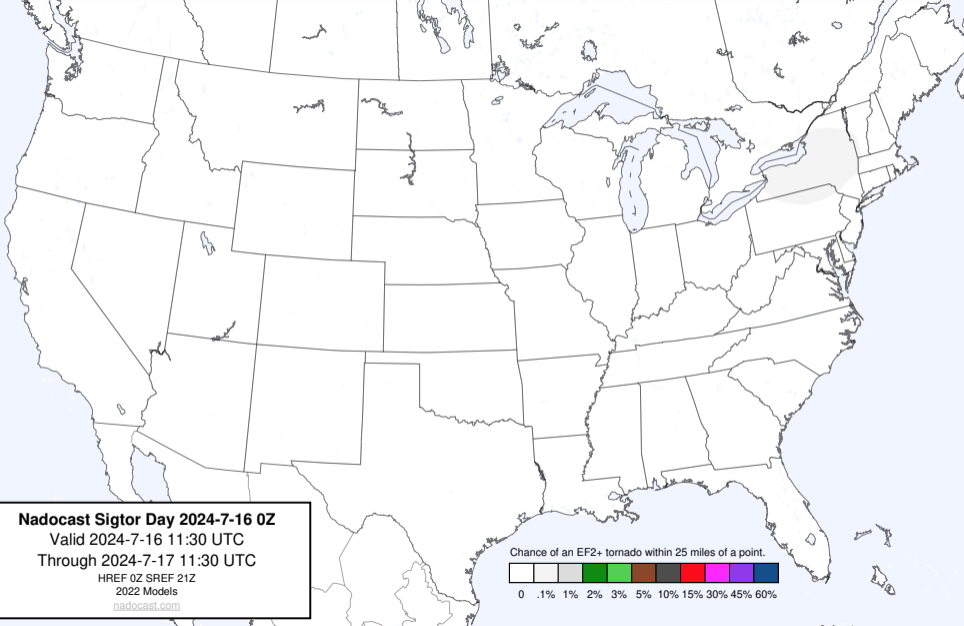 Nadocast Sigtor Day 2024-7-16 0Z
Valid 2024-7-16 11:30 UTC
Through 2024-7-17 11:30 UTC
HREF 0Z SREF 21Z
2022 Models
nadocast.com
Chance of an EF2+ tornado within 25 miles of a point.
0 .1% 1% 2% 3% 5% 10% 15% 30% 45% 60%